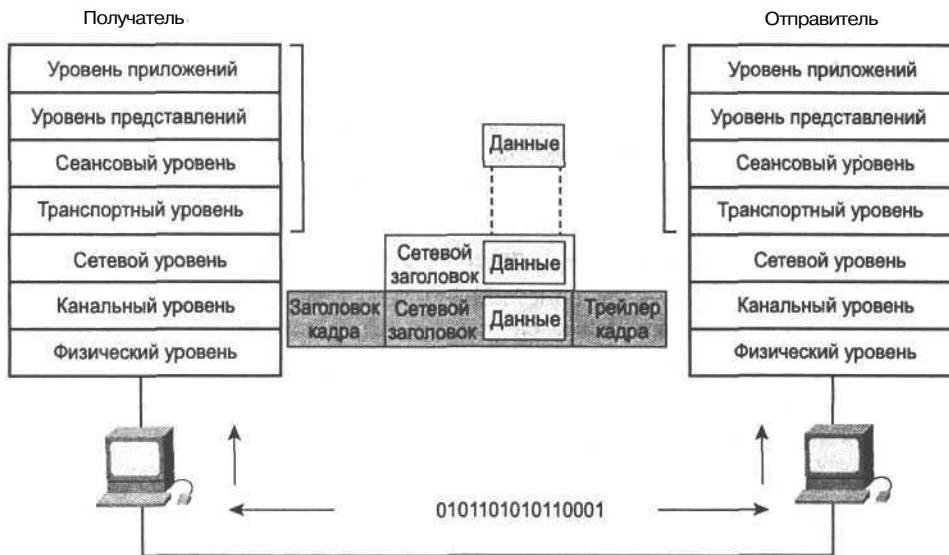 Получатель
Отправитель
Уровень приложений
Уровень представлений
Сеансовый уровень
Транспортный уровень
Сетевой уровень
Канальный уровень
Физический уровень
Данные
Сетевой
заголовок
Данные
Заголовок
кадра
Сетевой
заголовок
Данные
Трейлер
кадра
Уровень приложений
Уровень представлений
Сеансовый уровень
Транспортный уровень
Сетевой уровень
Канальный уровень
Физический уровень
0101101010110001